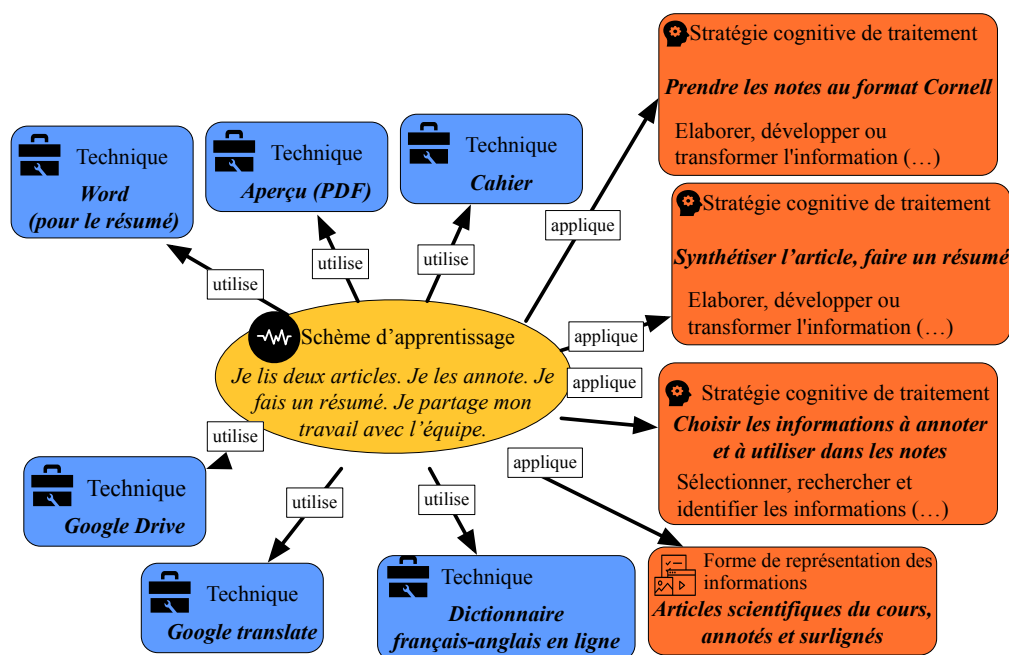 Stratégie cognitive de traitement
Prendre les notes au format Cornell
Elaborer, développer ou
transformer l'information (…)
Technique
Word
(pour le résumé)
Technique
Aperçu (PDF)
Technique
Cahier
Stratégie cognitive de traitement
Synthétiser l'article, faire un résumé
Elaborer, développer ou
transformer l'information (…)
utilise
utilise
utilise
applique
applique
applique
Schème d'apprentissage
Je lis deux articles. Je les annote. Je
fais un résumé. Je partage mon
travail avec l'équipe.
Stratégie cognitive de traitement
Choisir les informations à annoter
et à utiliser dans les notes
Sélectionner, rechercher et
identifier les informations (…)
utilise
applique
utilise
utilise
Technique
Google Drive
Technique
Google translate
Technique
Dictionnaire
français-anglais en ligne
Forme de représentation des
informations
Articles scientifiques du cours,
annotés et surlignés